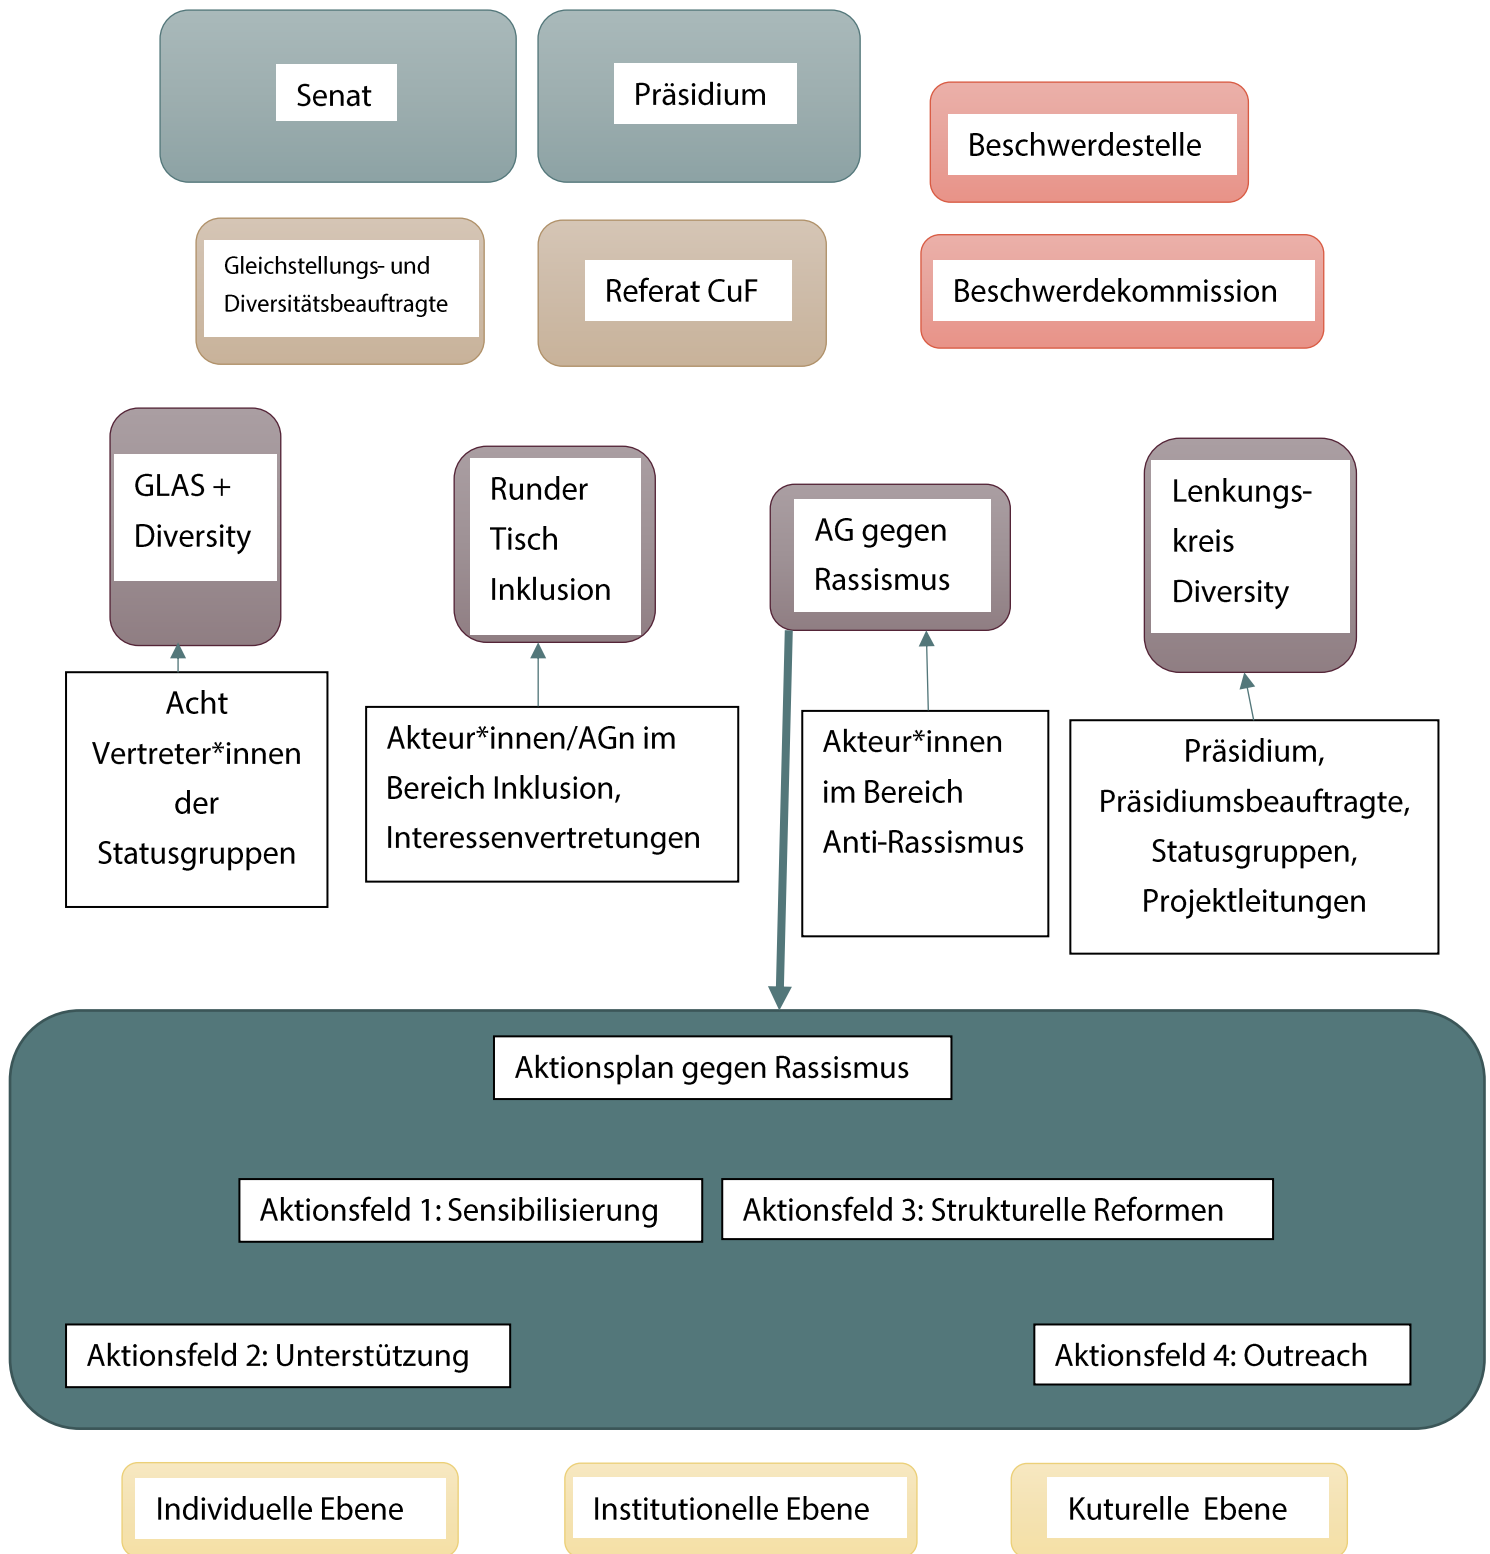 Senat
Präsidium
Beschwerdestelle
Gleichstellungs- und
Diversitätsbeauftragte
Referat CuF
Beschwerdekommission
GLAS +
Diversity
Runder
Tisch
Inklusion
AG gegen
Rassismus
Lenkungs-
kreis
Diversity
Acht
Vertreter*innen
der
Statusgruppen
Akteur*innen/AGn im
Bereich Inklusion,
Interessenvertretungen
Akteur*innen
im Bereich
Anti-Rassismus
Präsidium,
Präsidiumsbeauftragte,
Statusgruppen,
Projektleitungen
Aktionsplan gegen Rassismus
Aktionsfeld 1: Sensibilisierung
Aktionsfeld 3: Strukturelle Reformen
Aktionsfeld 2: Unterstützung
Aktionsfeld 4: Outreach
Individuelle Ebene
Institutionelle Ebene
Kuturelle Ebene